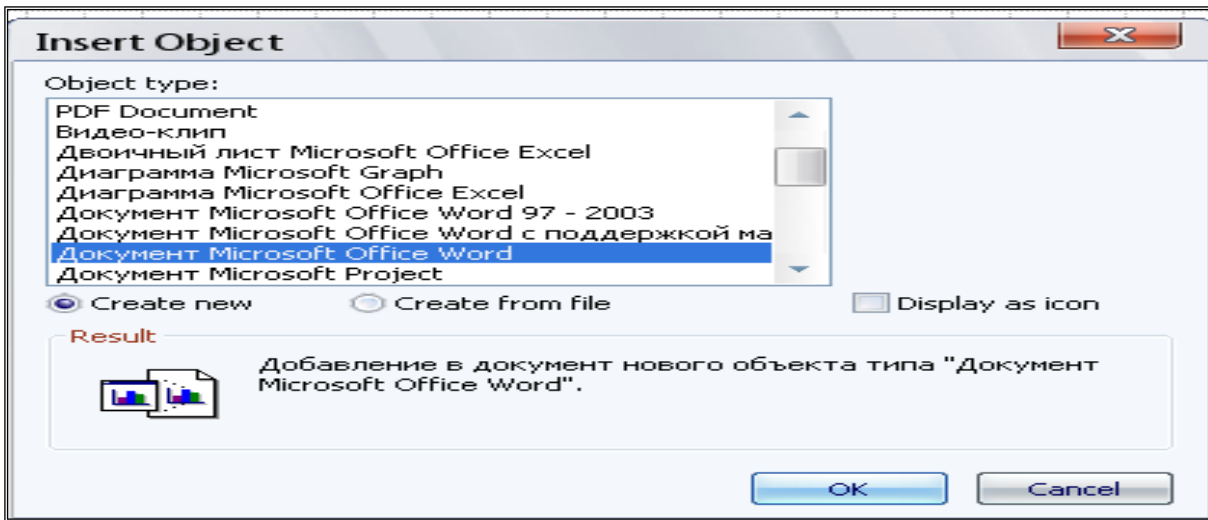 Insert Object
Object type:
PDF Document
Видео-клип
Двоичный лист Microsoft Office Excel
Диаграмма Microsoft Graph
Диаграмма Microsoft Office Excel
Документ Microsoft Office Word 97 - 2003
Документ Microsoft Office Word с поддержкой ма
Документ Microsoft Office Word
Документ Microsoft Project
Create new Create from file Display as icon
Result
Добавление в документ нового объекта типа "Документ
Microsoft Office Word".
OK Cancel